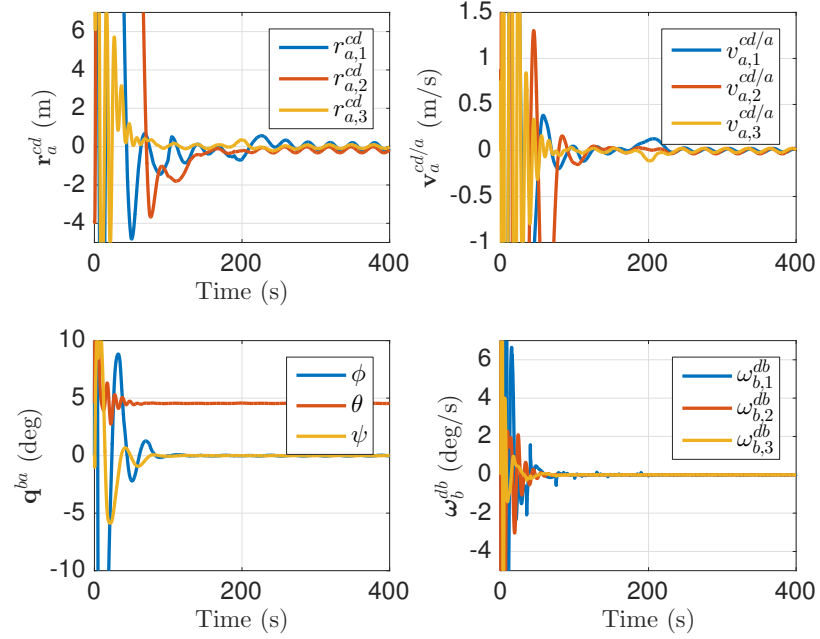 6
4
2
0
-2
-4
0
200
400
Time (s)
r_a^{cd} (m)
r_{a,1}^{cd}
r_{a,2}^{cd}
r_{a,3}^{cd}
1.5
1
0.5
0
-0.5
-1
0
200
400
Time (s)
v_a^{cd/a} (m/s)
v_{a,1}^{cd/a}
v_{a,2}^{cd/a}
v_{a,3}^{cd/a}
10
5
0
-5
-10
0
200
400
Time (s)
q^{ba} (deg)
ϕ
θ
ψ
6
4
2
0
-2
-4
0
200
400
Time (s)
ω_b^{db} (deg/s)
ω_{b,1}^{db}
ω_{b,2}^{db}
ω_{b,3}^{db}